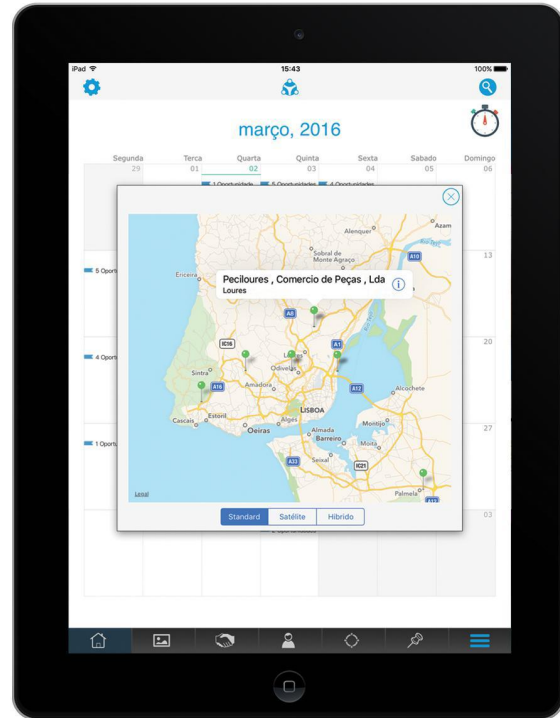 iPad
15:43
100%
março, 2016
Segunda Terca Quarta Quinta Sexta Sabado Domingo
29 01 02 03 04 05 06
1 Oportunidade 5 Oportunidades 4 Oportunidades
13
5 Oport
20
4 Oport
27
1 Oport
03
Oportunidades
Alenquer
Azam
Sobral de
Monte Agraço
A10
Ericeira
Peciloures , Comercio de Peças , Lda
Loures
A8
IC16
A1
Odivelas
Sintra
A16
Amadora
A12
Alcochete
LISBOA
Cascais
Estoril
Algés
Oeiras
Almada
Montijo
Barreiro
Moita
A33
Seixal
IC21
Palmela
Legal
Standard Satélite Híbrido